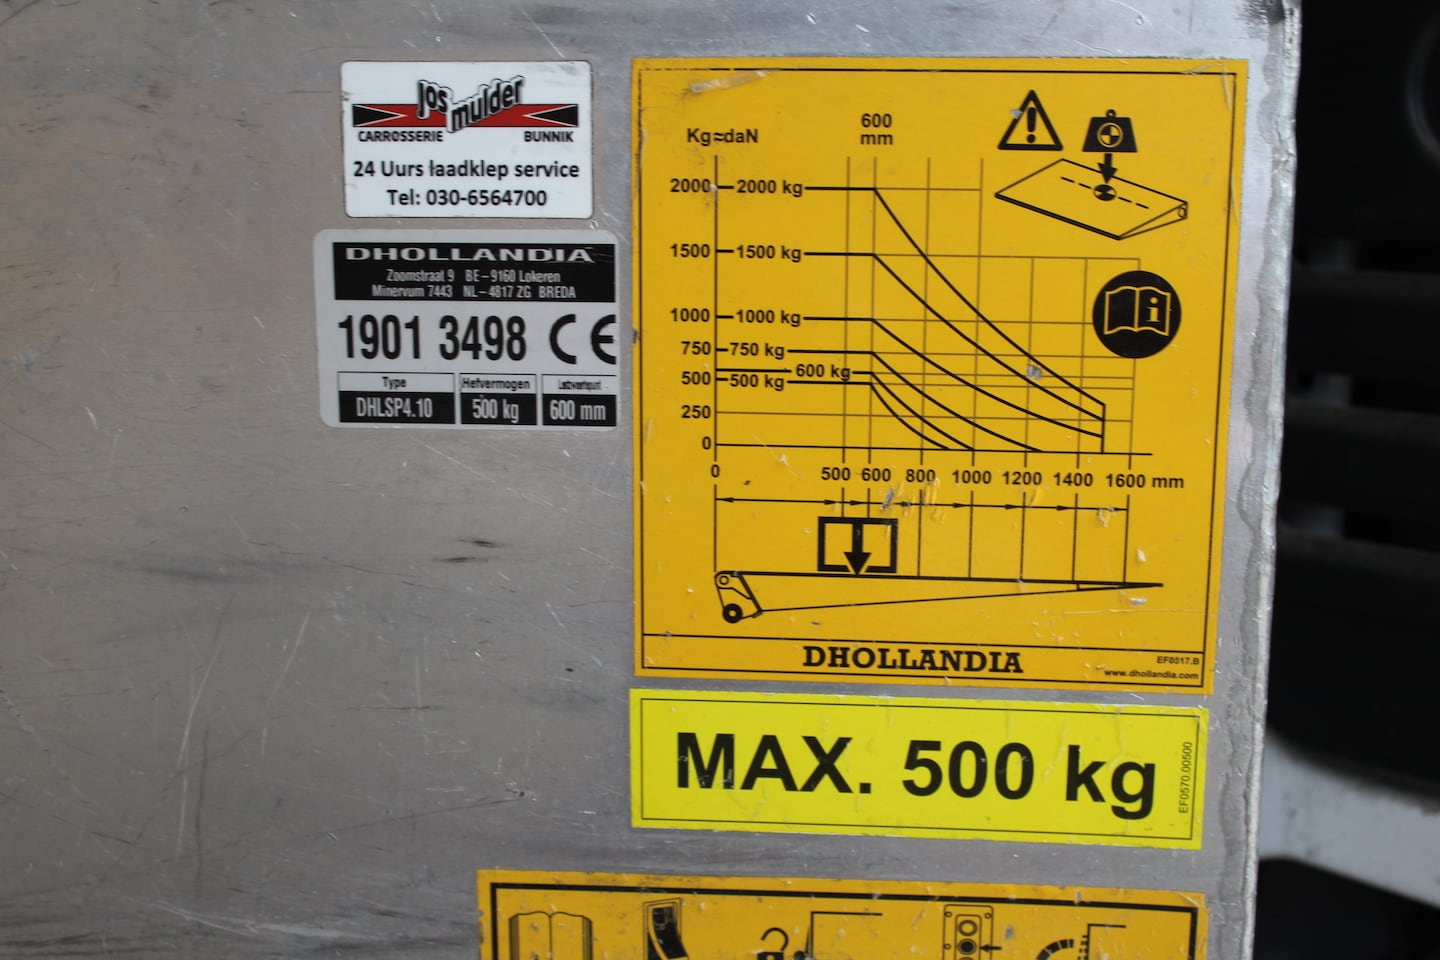 Jos mulder
CARROSSERIE BUNNIK
24 Uurs laadklep service
Tel: 030-6564700
DHOLLANDIA
Zoomstraat 9 BE-9160 Lokeren
Minervum 7443 NL-4817 ZG BREDA
1901 3498 CE
Type Hefvermogen Lastzwaartepunt
DHLSP4.10 500 kg 600 mm
Kg≈daN
600
mm
2000 2000 kg
1500 1500 kg
1000 1000 kg
750 750 kg
600 kg
500 500 kg
250
0
0 500 600 800 1000 1200 1400 1600 mm
DHOLLANDIA
EF0517.B
www.dhollandia.com
MAX. 500 kg
EF0570.00500